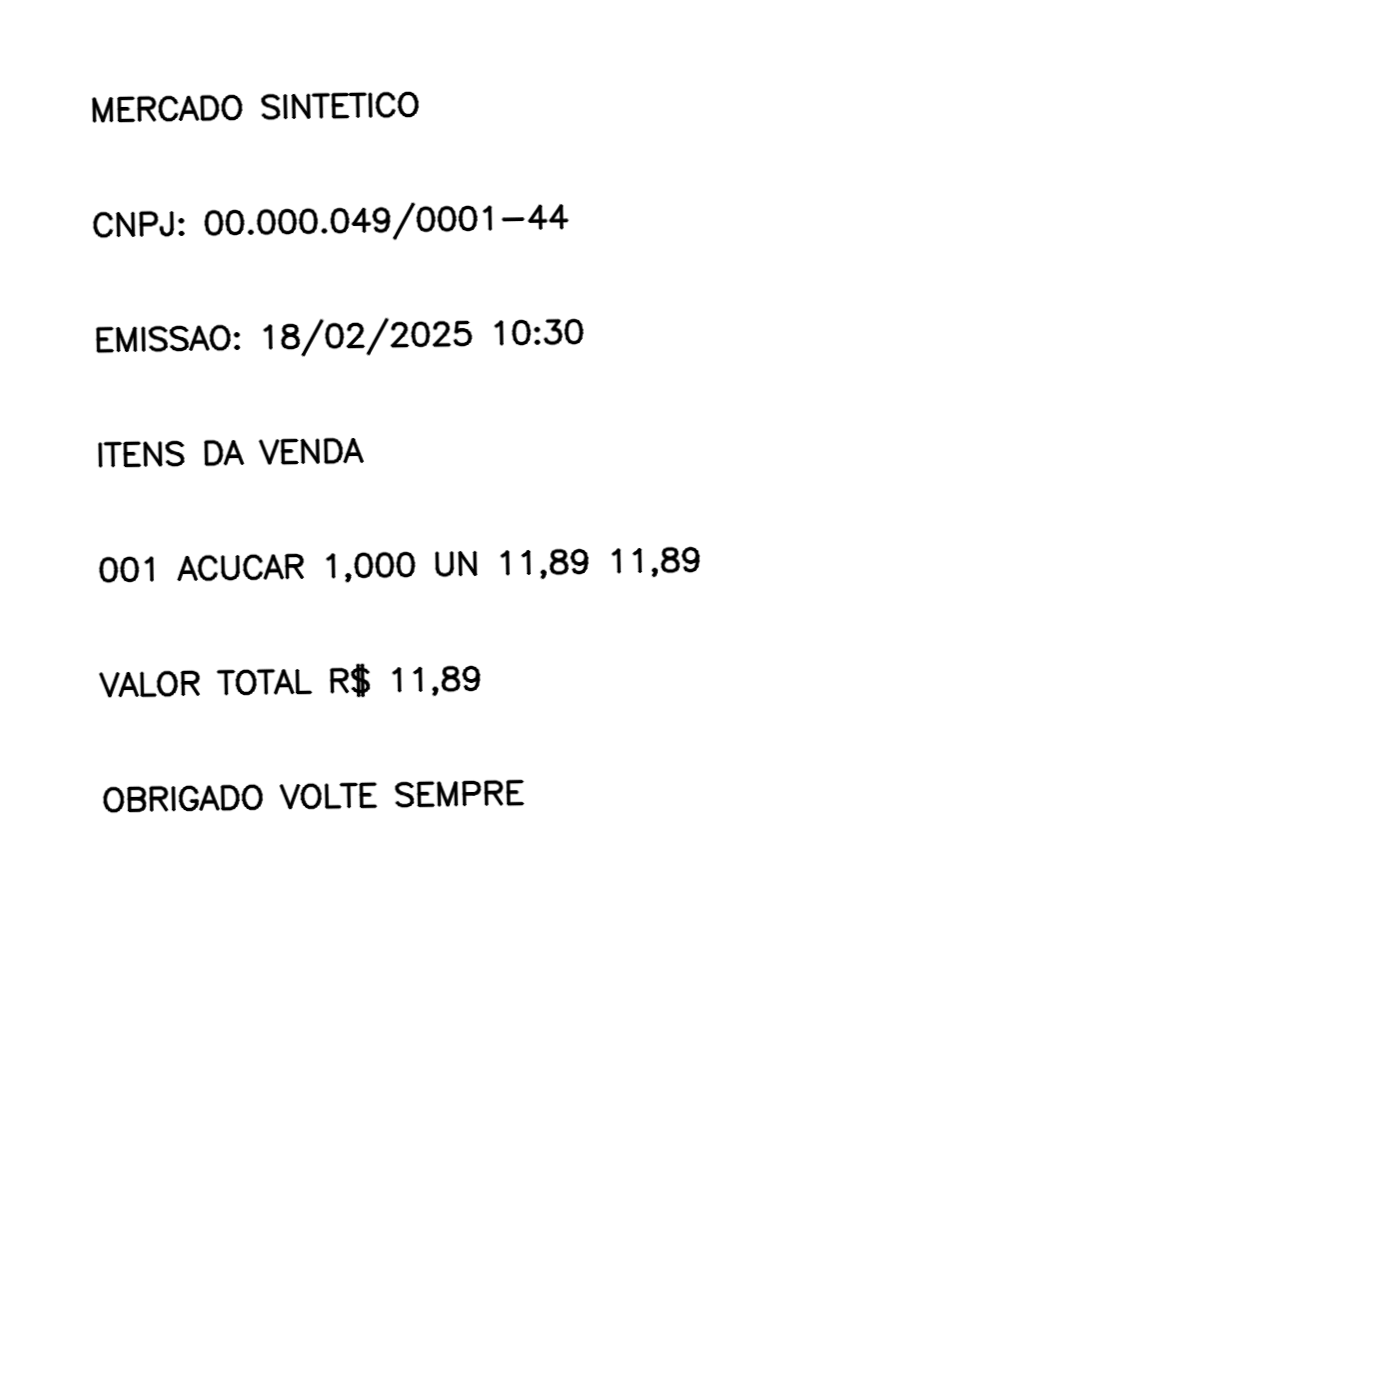 MERCADO SINTETICO
CNPJ: 00.000.049/0001-44
EMISSAO: 18/02/2025 10:30
ITENS DA VENDA
001 ACUCAR 1,000 UN 11,89 11,89
VALOR TOTAL R$ 11,89
OBRIGADO VOLTE SEMPRE